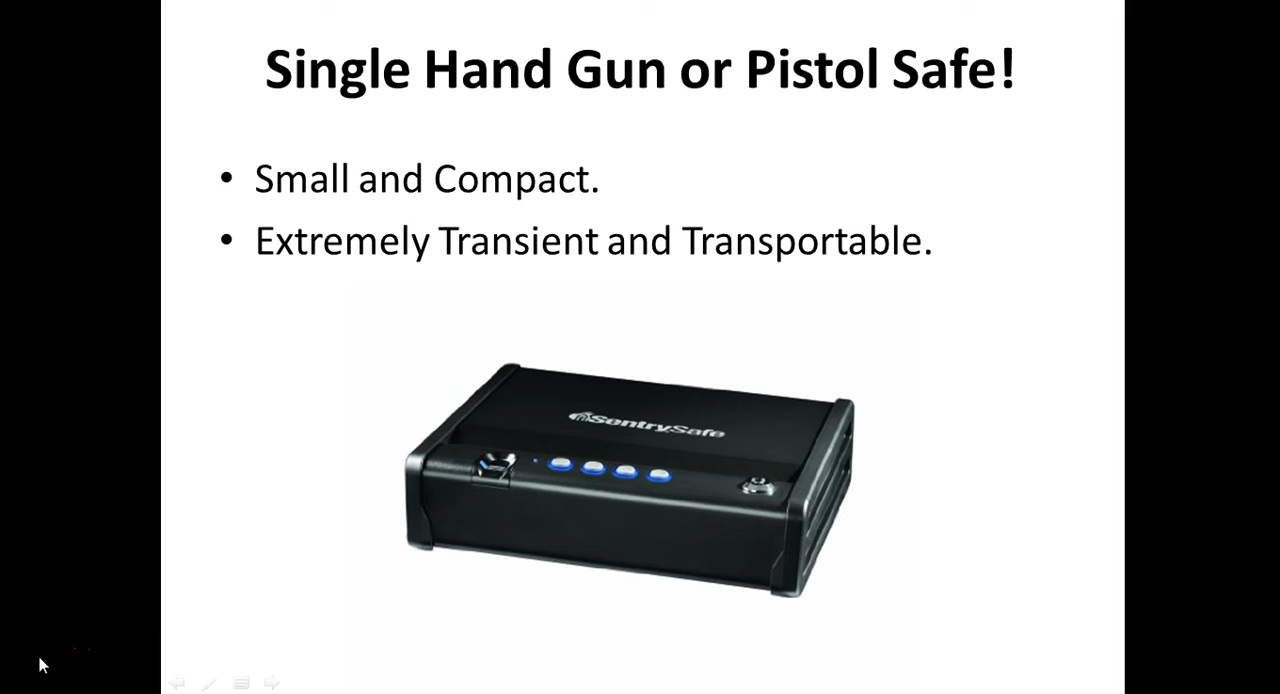 Single Hand Gun or Pistol Safe!
• Small and Compact.
• Extremely Transient and Transportable.
SentrySafe